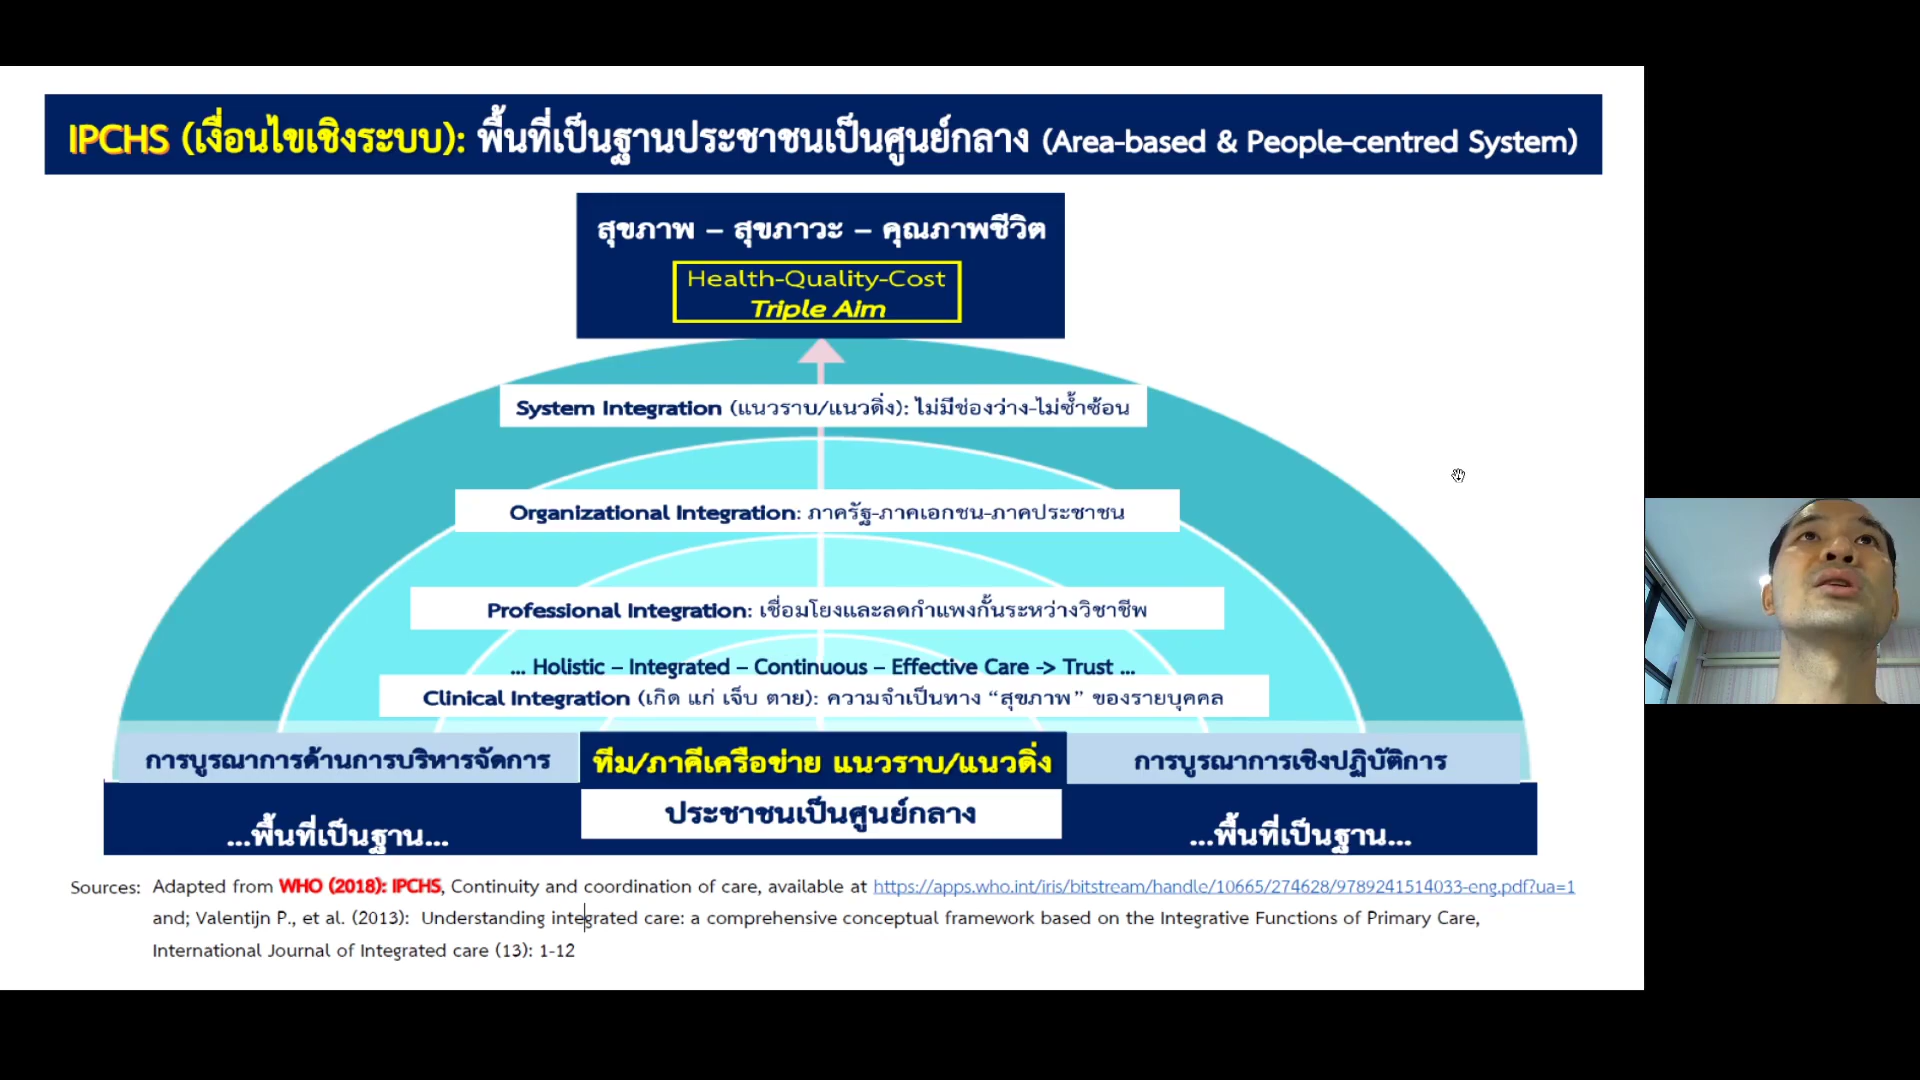 IPCHS (เงื่อนไขเชิงระบบ): พื้นที่เป็นฐานประชาชนเป็นศูนย์กลาง (Area-based & People-centred System)
สุขภาพ – สุขภาวะ – คุณภาพชีวิต
Health-Quality-Cost
Triple Aim
System Integration (แนวราบ/แนวดิ่ง): ไม่มีช่องว่าง-ไม่ซ้ำซ้อน
Organizational Integration: ภาครัฐ-ภาคเอกชน-ภาคประชาชน
Professional Integration: เชื่อมโยงและลดกำแพงกั้นระหว่างวิชาชีพ
... Holistic – Integrated – Continuous – Effective Care -> Trust ...
Clinical Integration (เกิด แก่ เจ็บ ตาย): ความจำเป็นทาง “สุขภาพ” ของรายบุคคล
การบูรณาการด้านการบริหารจัดการ
ทีม/ภาคีเครือข่าย แนวราบ/แนวดิ่ง
การบูรณาการเชิงปฏิบัติการ
ประชาชนเป็นศูนย์กลาง
...พื้นที่เป็นฐาน...
...พื้นที่เป็นฐาน...
Sources: Adapted from WHO (2018): IPCHS, Continuity and coordination of care, available at https://apps.who.int/iris/bitstream/handle/10665/274628/9789241514033-eng.pdf?ua=1
and; Valentijn P., et al. (2013): Understanding integrated care: a comprehensive conceptual framework based on the Integrative Functions of Primary Care,
International Journal of Integrated care (13): 1-12